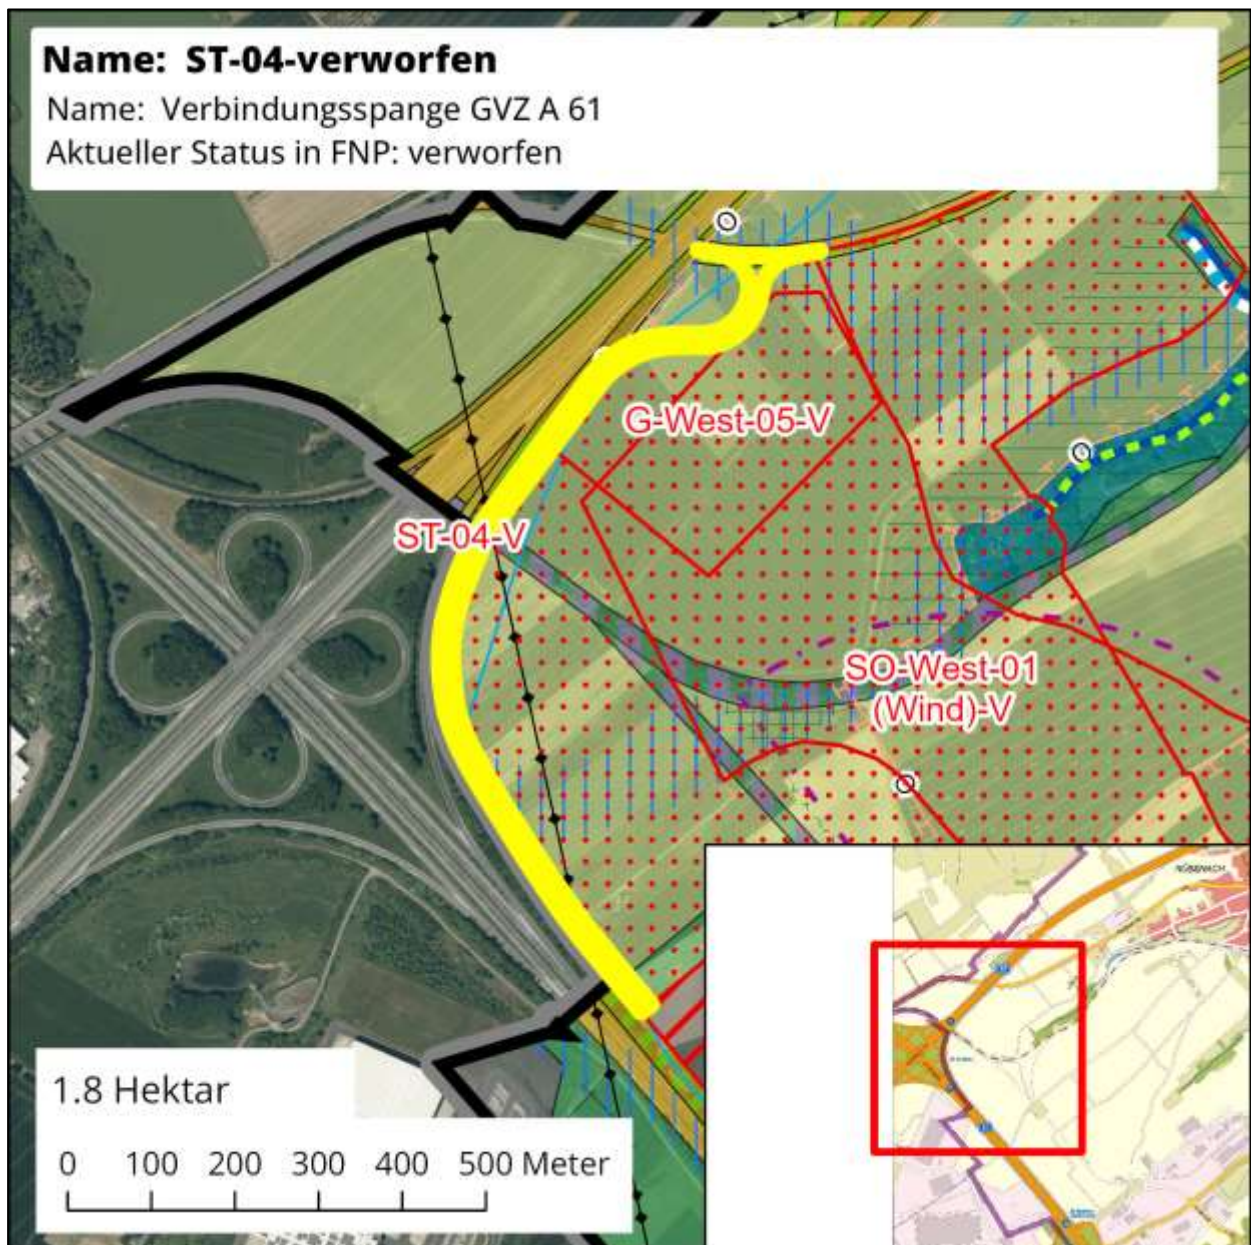 Name: ST-04-verworfen
Name: Verbindungsspange GVZ A 61
Aktueller Status in FNP: verworfen
G-West-05-V
ST-04-V
SO-West-01
(Wind)-V
1.8 Hektar
0 100 200 300 400 500 Meter